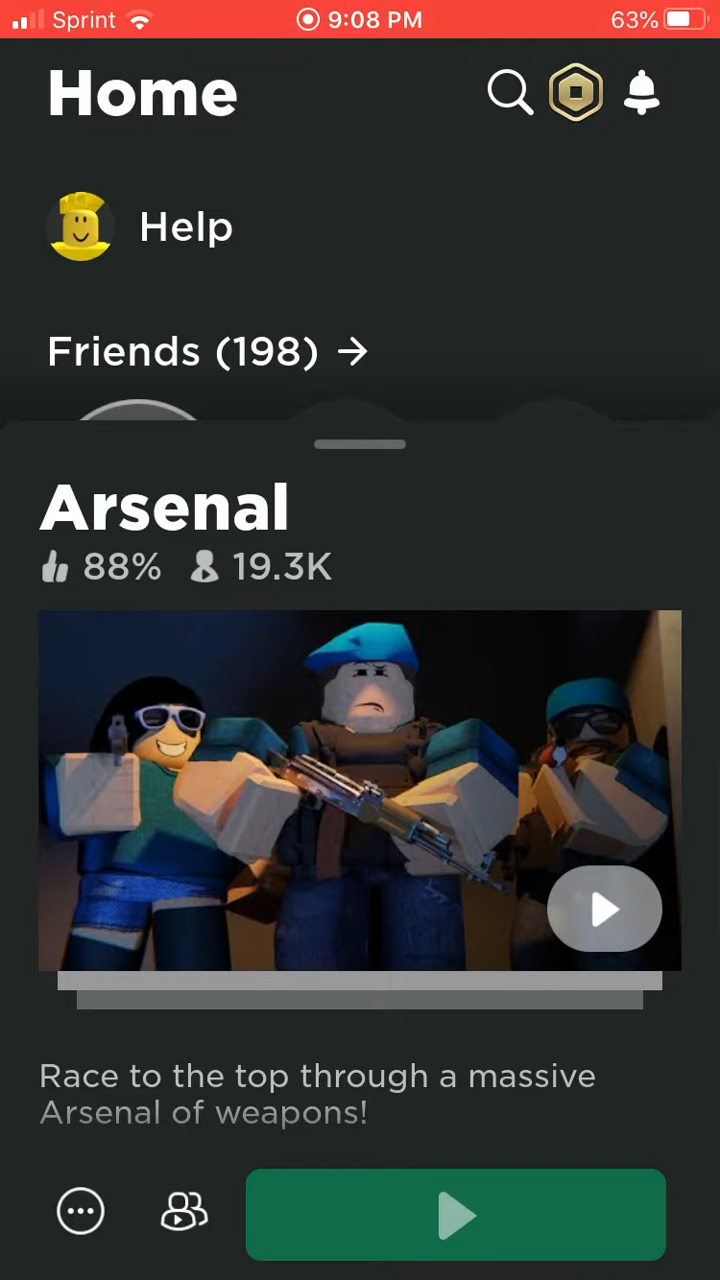 Sprint 9:08 PM 63%
Home
Help
Friends (198) →
Arsenal
88% 19.3K
Race to the top through a massive
Arsenal of weapons!